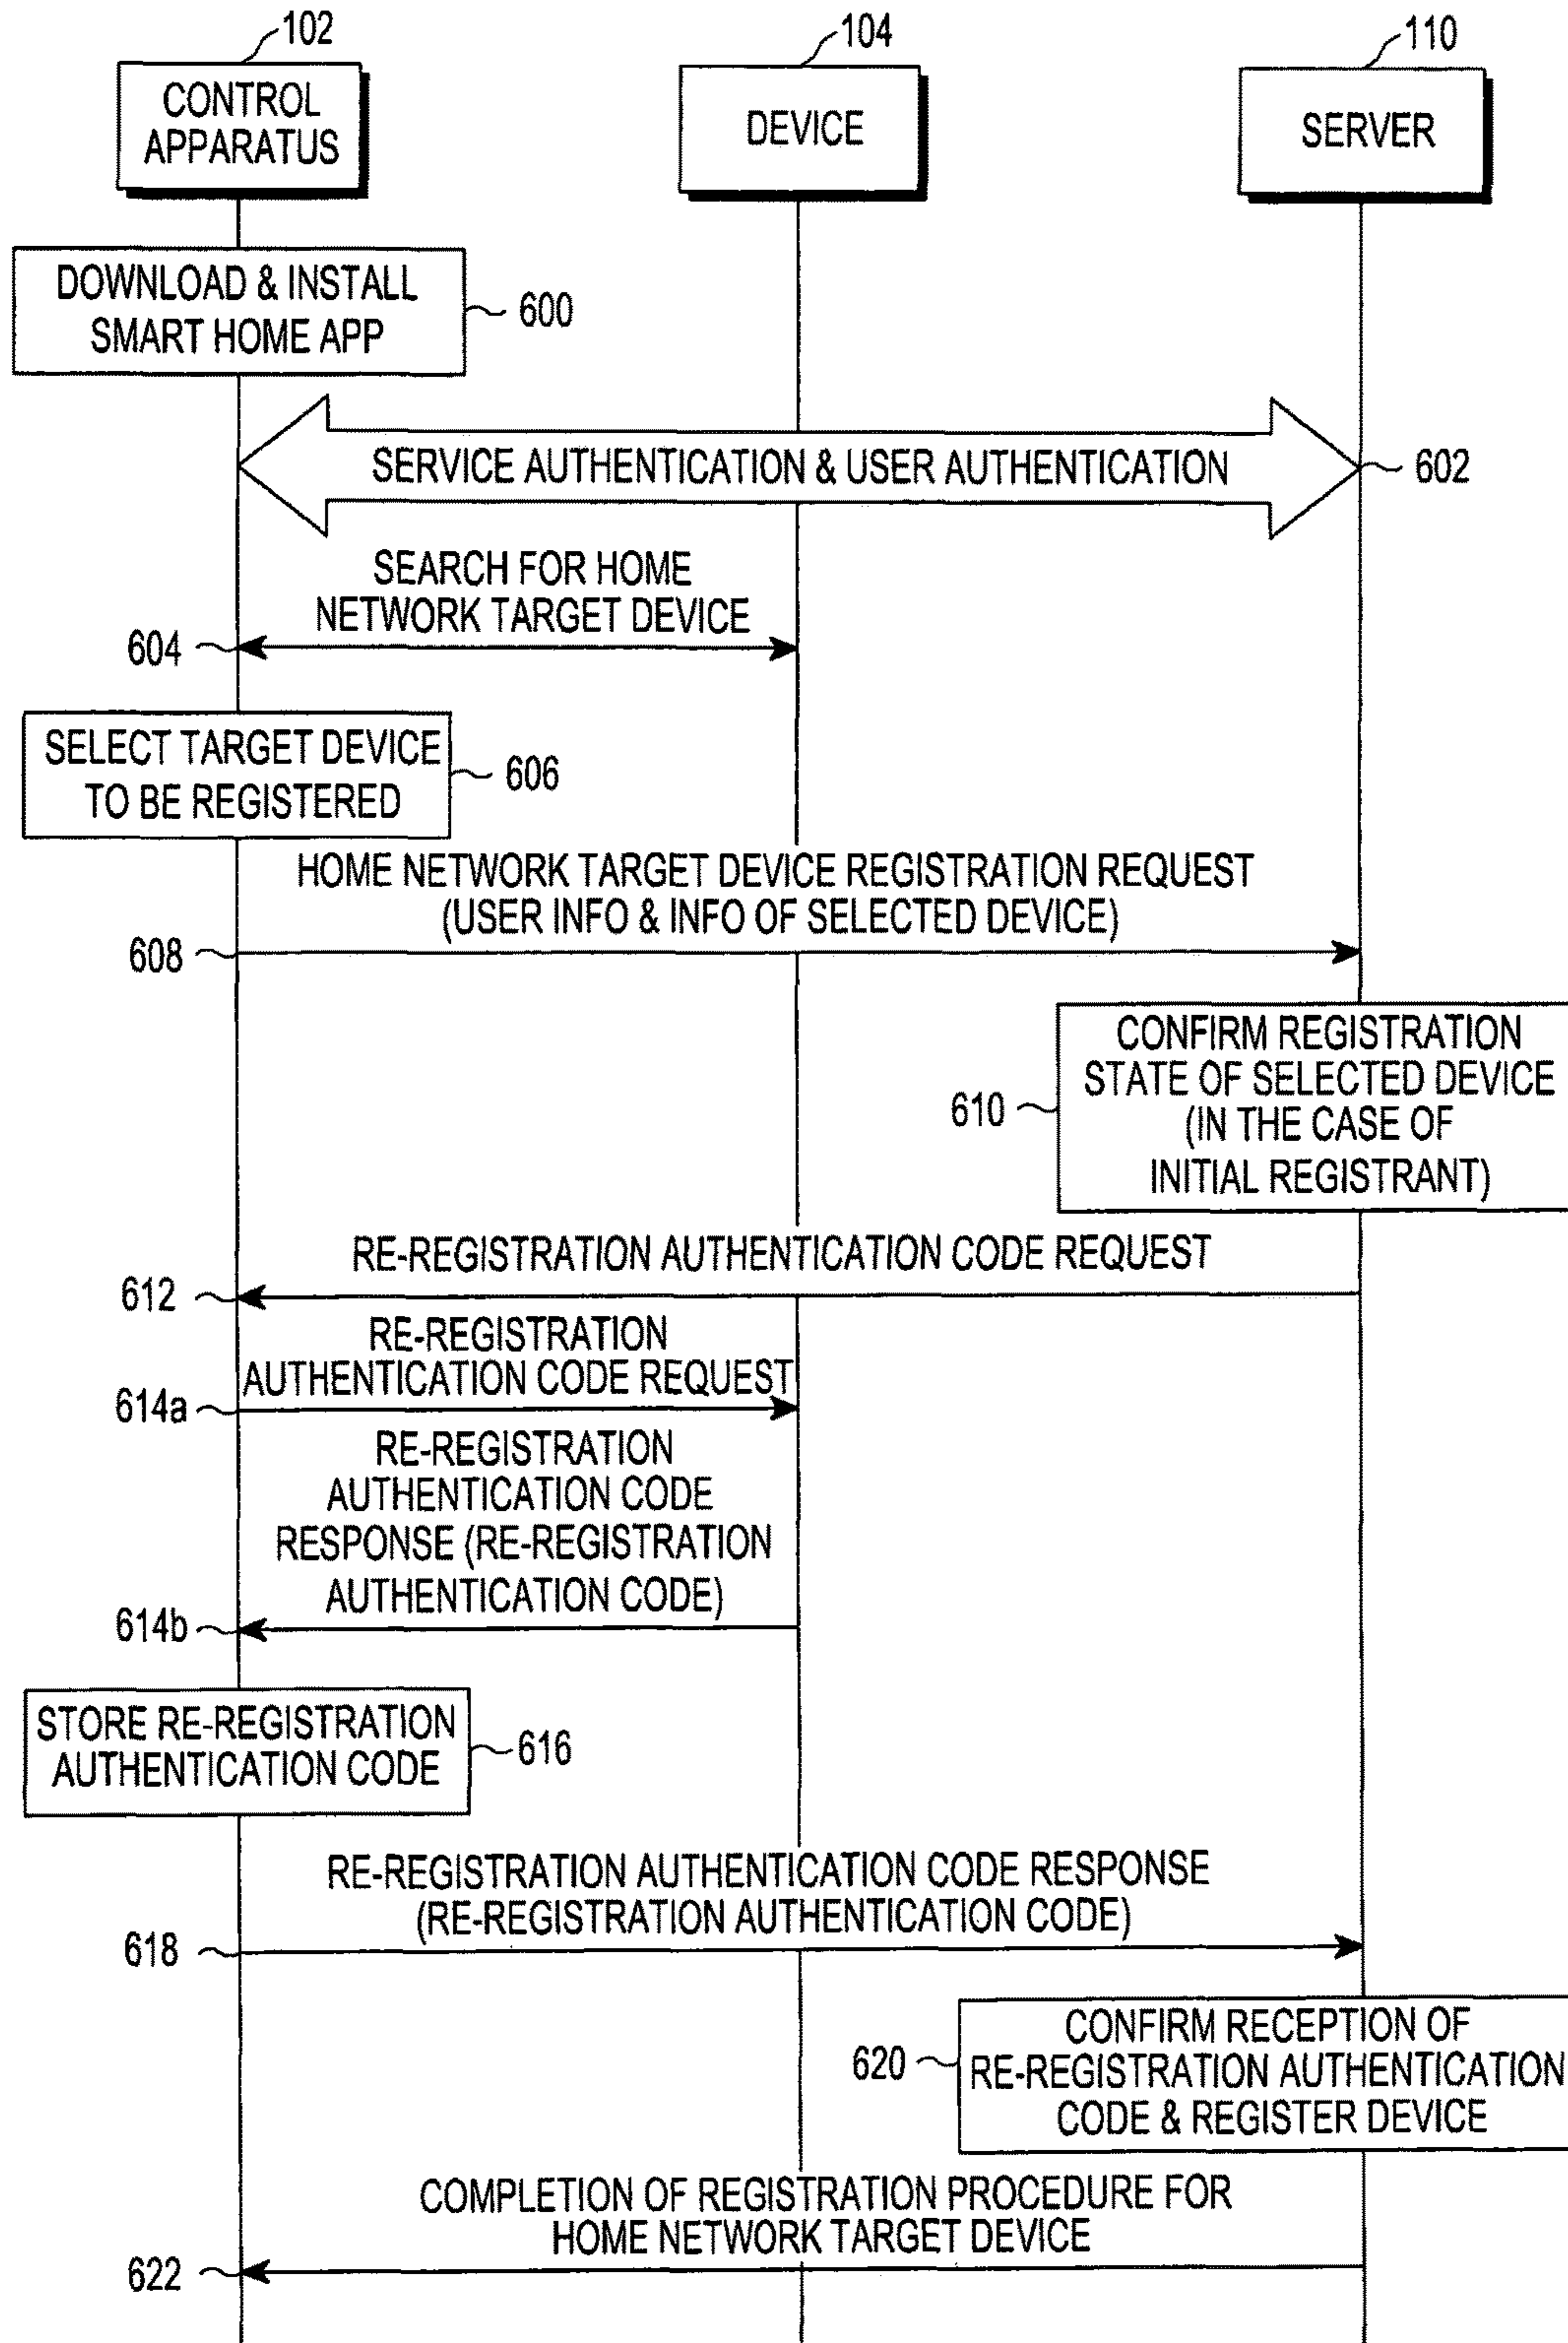 102
104
110
CONTROL
APPARATUS
DEVICE
SERVER
DOWNLOAD & INSTALL
SMART HOME APP
600
SERVICE AUTHENTICATION & USER AUTHENTICATION
602
SEARCH FOR HOME
NETWORK TARGET DEVICE
604
SELECT TARGET DEVICE
TO BE REGISTERED
606
HOME NETWORK TARGET DEVICE REGISTRATION REQUEST
(USER INFO & INFO OF SELECTED DEVICE)
608
CONFIRM REGISTRATION
STATE OF SELECTED DEVICE
(IN THE CASE OF
INITIAL REGISTRANT)
610
RE-REGISTRATION AUTHENTICATION CODE REQUEST
612
RE-REGISTRATION
AUTHENTICATION CODE REQUEST
614a
RE-REGISTRATION
AUTHENTICATION CODE
RESPONSE (RE-REGISTRATION
AUTHENTICATION CODE)
614b
STORE RE-REGISTRATION
AUTHENTICATION CODE
616
RE-REGISTRATION AUTHENTICATION CODE RESPONSE
(RE-REGISTRATION AUTHENTICATION CODE)
618
CONFIRM RECEPTION OF
RE-REGISTRATION AUTHENTICATION
CODE & REGISTER DEVICE
620
COMPLETION OF REGISTRATION PROCEDURE FOR
HOME NETWORK TARGET DEVICE
622